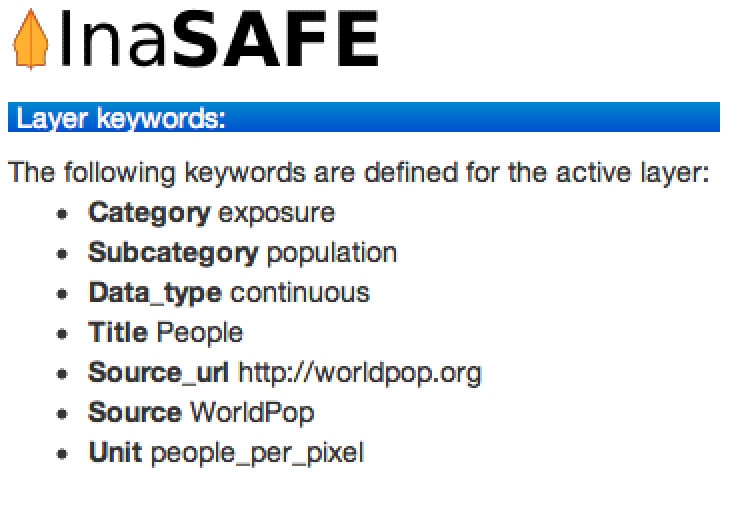 InaSAFE
Layer keywords:
The following keywords are defined for the active layer:
• Category exposure
• Subcategory population
• Data_type continuous
• Title People
• Source_url http://worldpop.org
• Source WorldPop
• Unit people_per_pixel